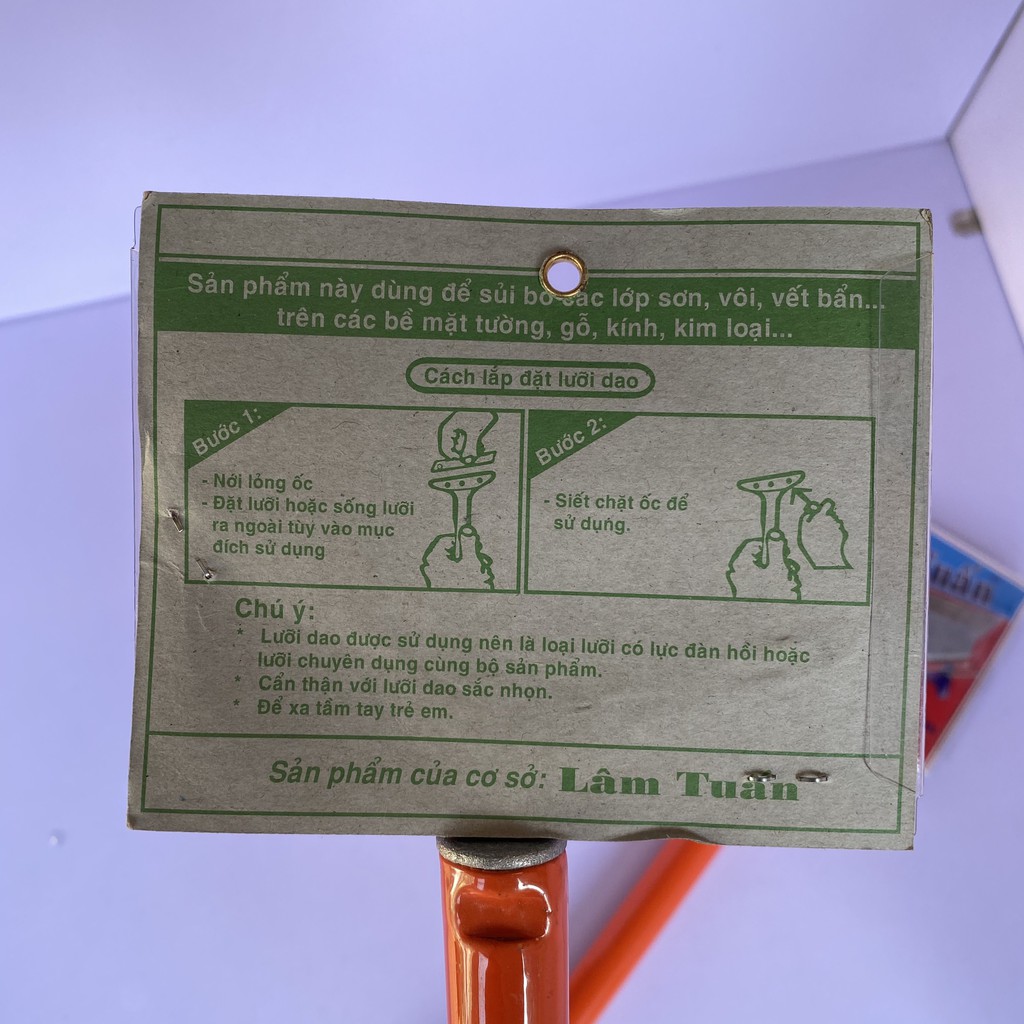 Sản phẩm này dùng để sủi bỏ các lớp sơn, vôi, vết bẩn...
trên các bề mặt tường, gỗ, kính, kim loại...
Cách lắp đặt lưỡi dao
Bước 1:
- Nới lỏng ốc
- Đặt lưỡi hoặc sống lưỡi
ra ngoài tùy vào mục
đích sử dụng
Bước 2:
- Siết chặt ốc để
sử dụng.
Chú ý:
* Lưỡi dao được sử dụng nên là loại lưỡi có lực đàn hồi hoặc
lưỡi chuyên dụng cùng bộ sản phẩm.
* Cẩn thận với lưỡi dao sắc nhọn.
* Để xa tầm tay trẻ em.
Sản phẩm của cơ sở: Lâm Tuấn